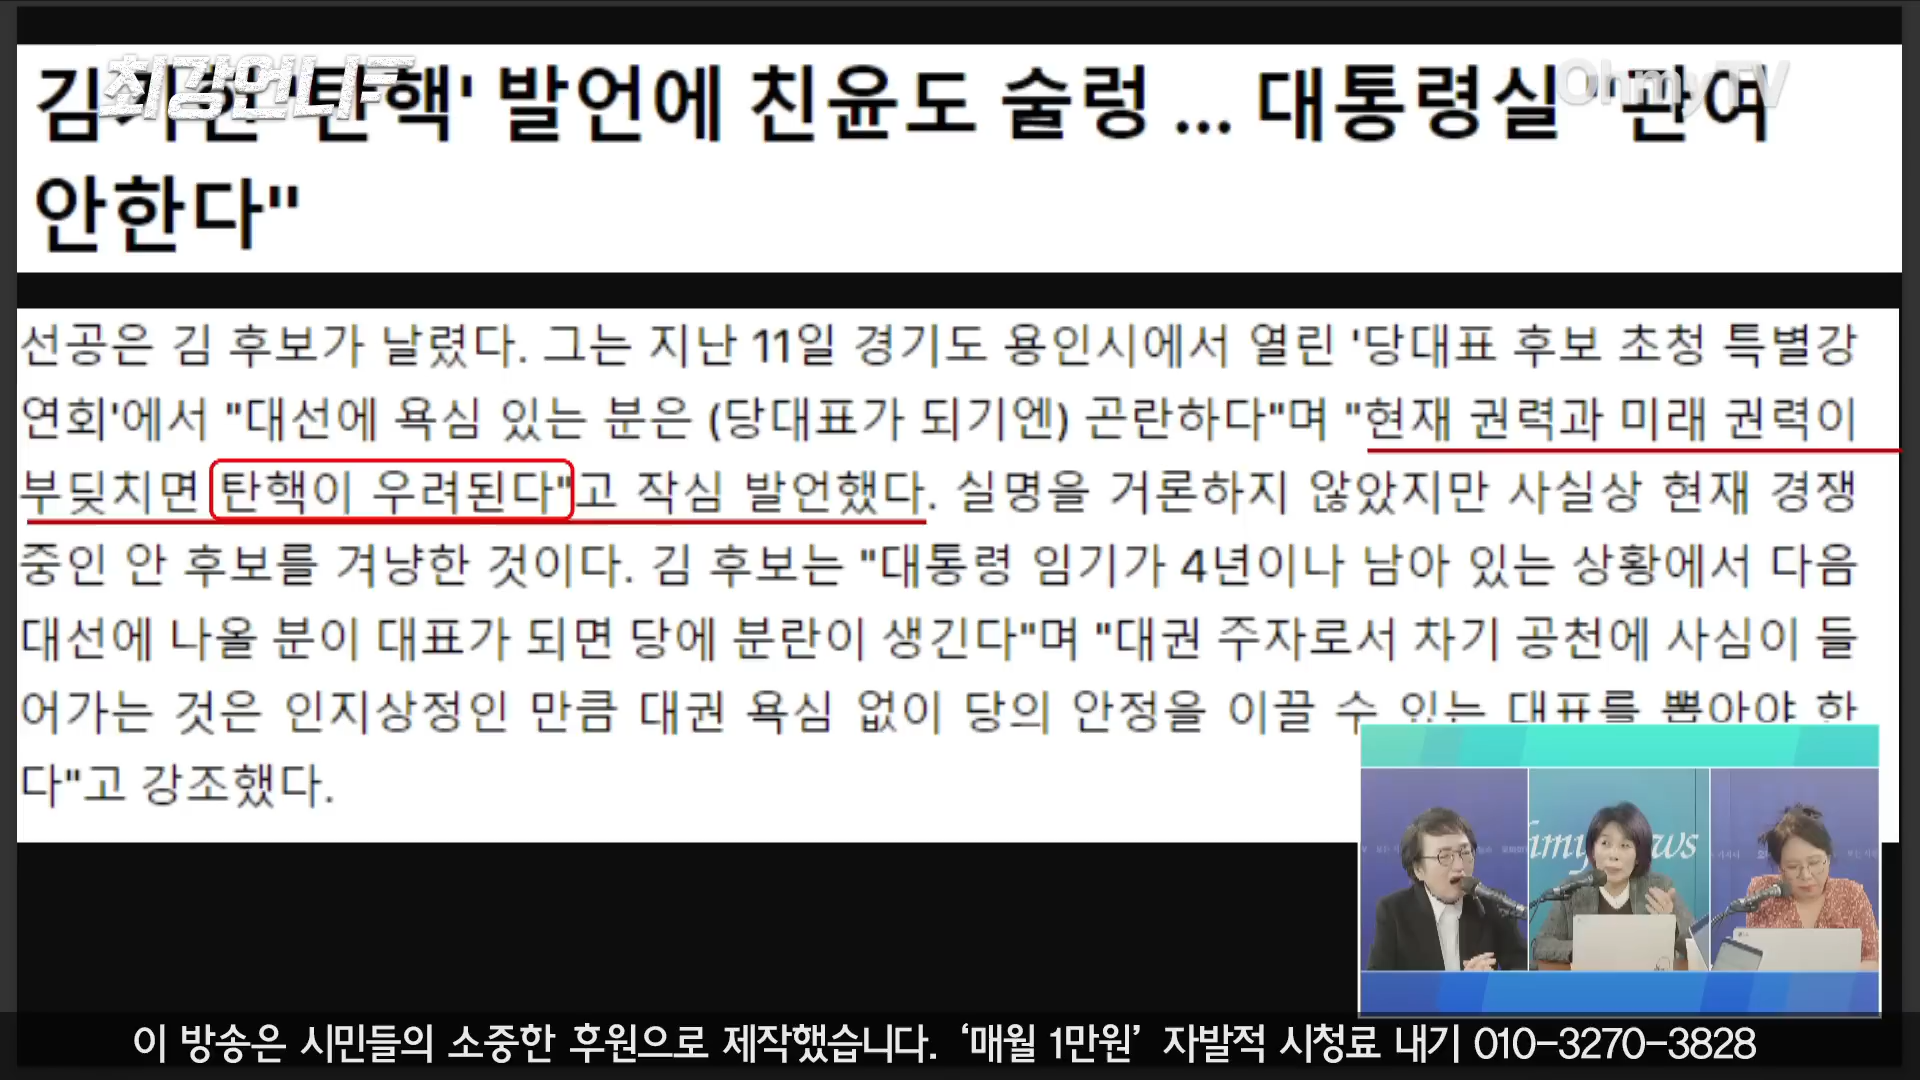 최강언니F
OhmyTV
김 탄핵' 발언에 친윤도 술렁 ... 대통령실 "관여
안한다"
선공은 김 후보가 날렸다. 그는 지난 11일 경기도 용인시에서 열린 '당대표 후보 초청 특별강
연회'에서 "대선에 욕심 있는 분은 (당대표가 되기엔) 곤란하다"며 "현재 권력과 미래 권력이
부딪치면 탄핵이 우려된다"고 작심 발언했다. 실명을 거론하지 않았지만 사실상 현재 경쟁
중인 안 후보를 겨냥한 것이다. 김 후보는 "대통령 임기가 4년이나 남아 있는 상황에서 다음
대선에 나올 분이 대표가 되면 당에 분란이 생긴다"며 "대권 주자로서 차기 공천에 사심이 들
어가는 것은 인지상정인 만큼 대권 욕심 없이 당의 안정을 이끌 수 있는 대표를 뽑아야 한
다"고 강조했다.
이 방송은 시민들의 소중한 후원으로 제작했습니다. ‘매월 1만원’ 자발적 시청료 내기 010-3270-3828